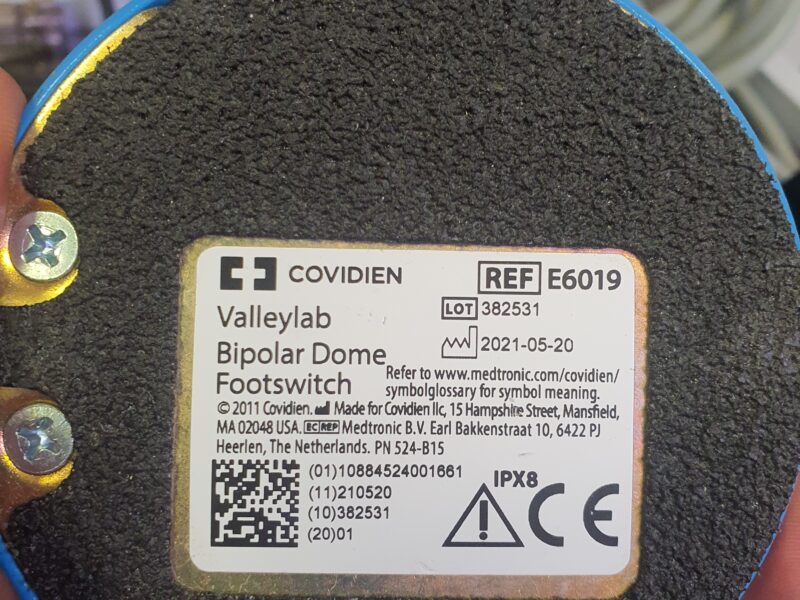 COVIDIEN
REF E6019
LOT 382531
2021-05-20
Valleylab
Bipolar Dome
Footswitch
Refer to www.medtronic.com/covidien/
symbolglossary for symbol meaning.
© 2011 Covidien. Made for Covidien llc, 15 Hampshire Street, Mansfield,
MA 02048 USA. EC REP Medtronic B.V. Earl Bakkenstraat 10, 6422 PJ
Heerlen, The Netherlands. PN 524-B15
(01)10884524001661
(11)210520
(10)382531
(20)01
IPX8
CE